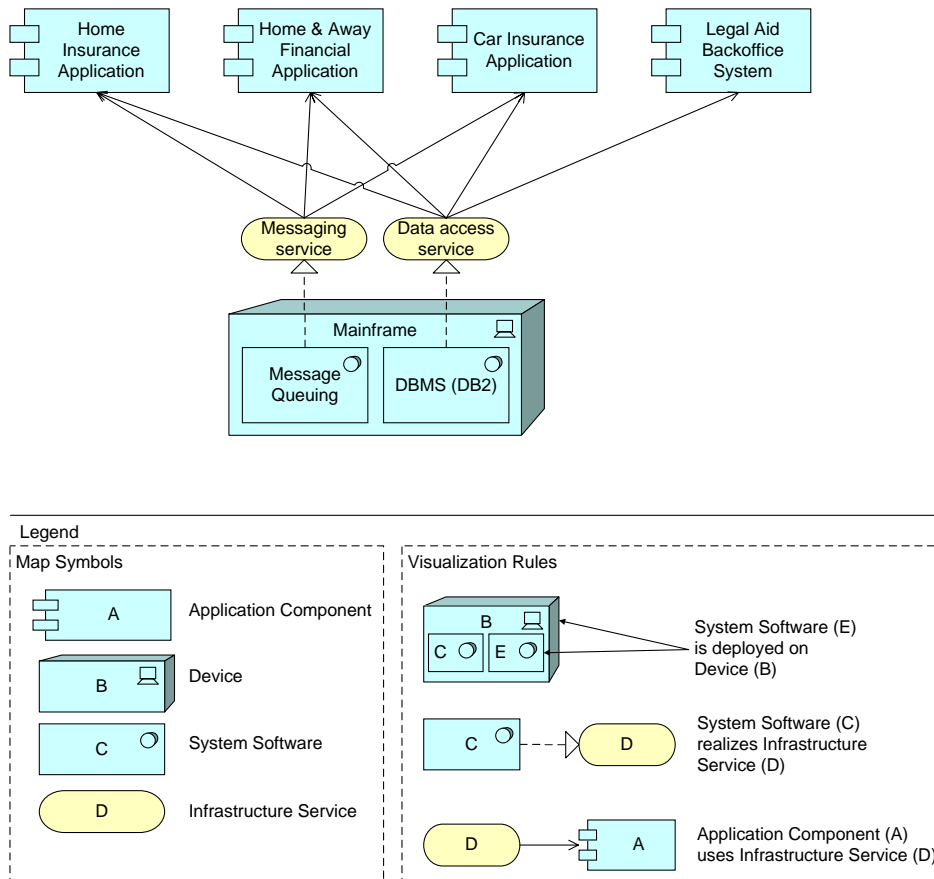 Home
Insurance
Application
Home & Away
Financial
Application
Car Insurance
Application
Legal Aid
Backoffice
System
Messaging
service
Data access
service
Mainframe
Message
Queuing
DBMS (DB2)
Legend
Map Symbols
A
Application Component
B
Device
C
System Software
D
Infrastructure Service
Visualization Rules
B
C
E
System Software (E)
is deployed on
Device (B)
C
D
System Software (C)
realizes Infrastructure
Service (D)
D
A
Application Component (A)
uses Infrastructure Service (D)